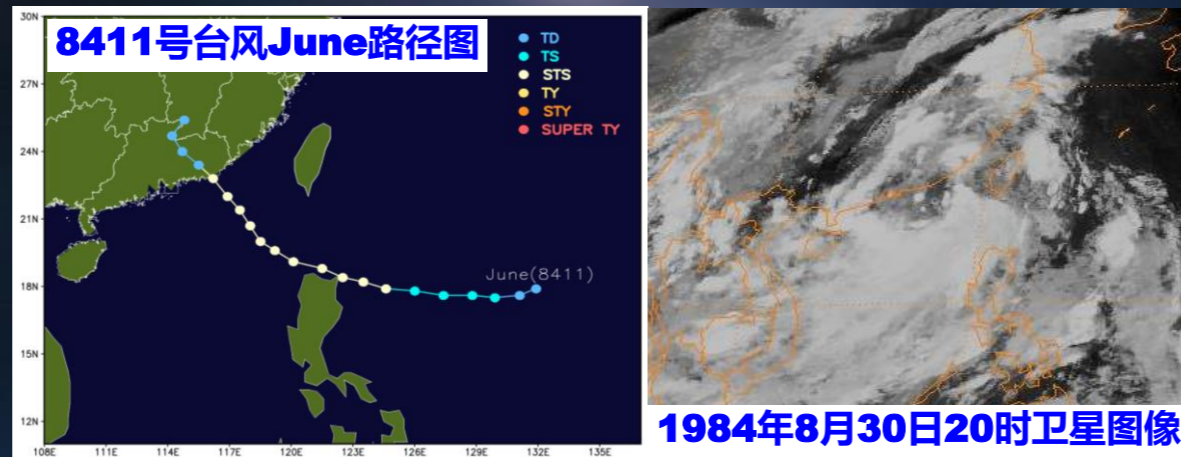 8411号台风June路径图
30N
27N
24N
21N
18N
15N
12N
108E
111E
114E
117E
120E
123E
126E
129E
132E
135E
TD
TS
STS
TY
STY
SUPER TY
June(8411)
1984年8月30日20时卫星图像